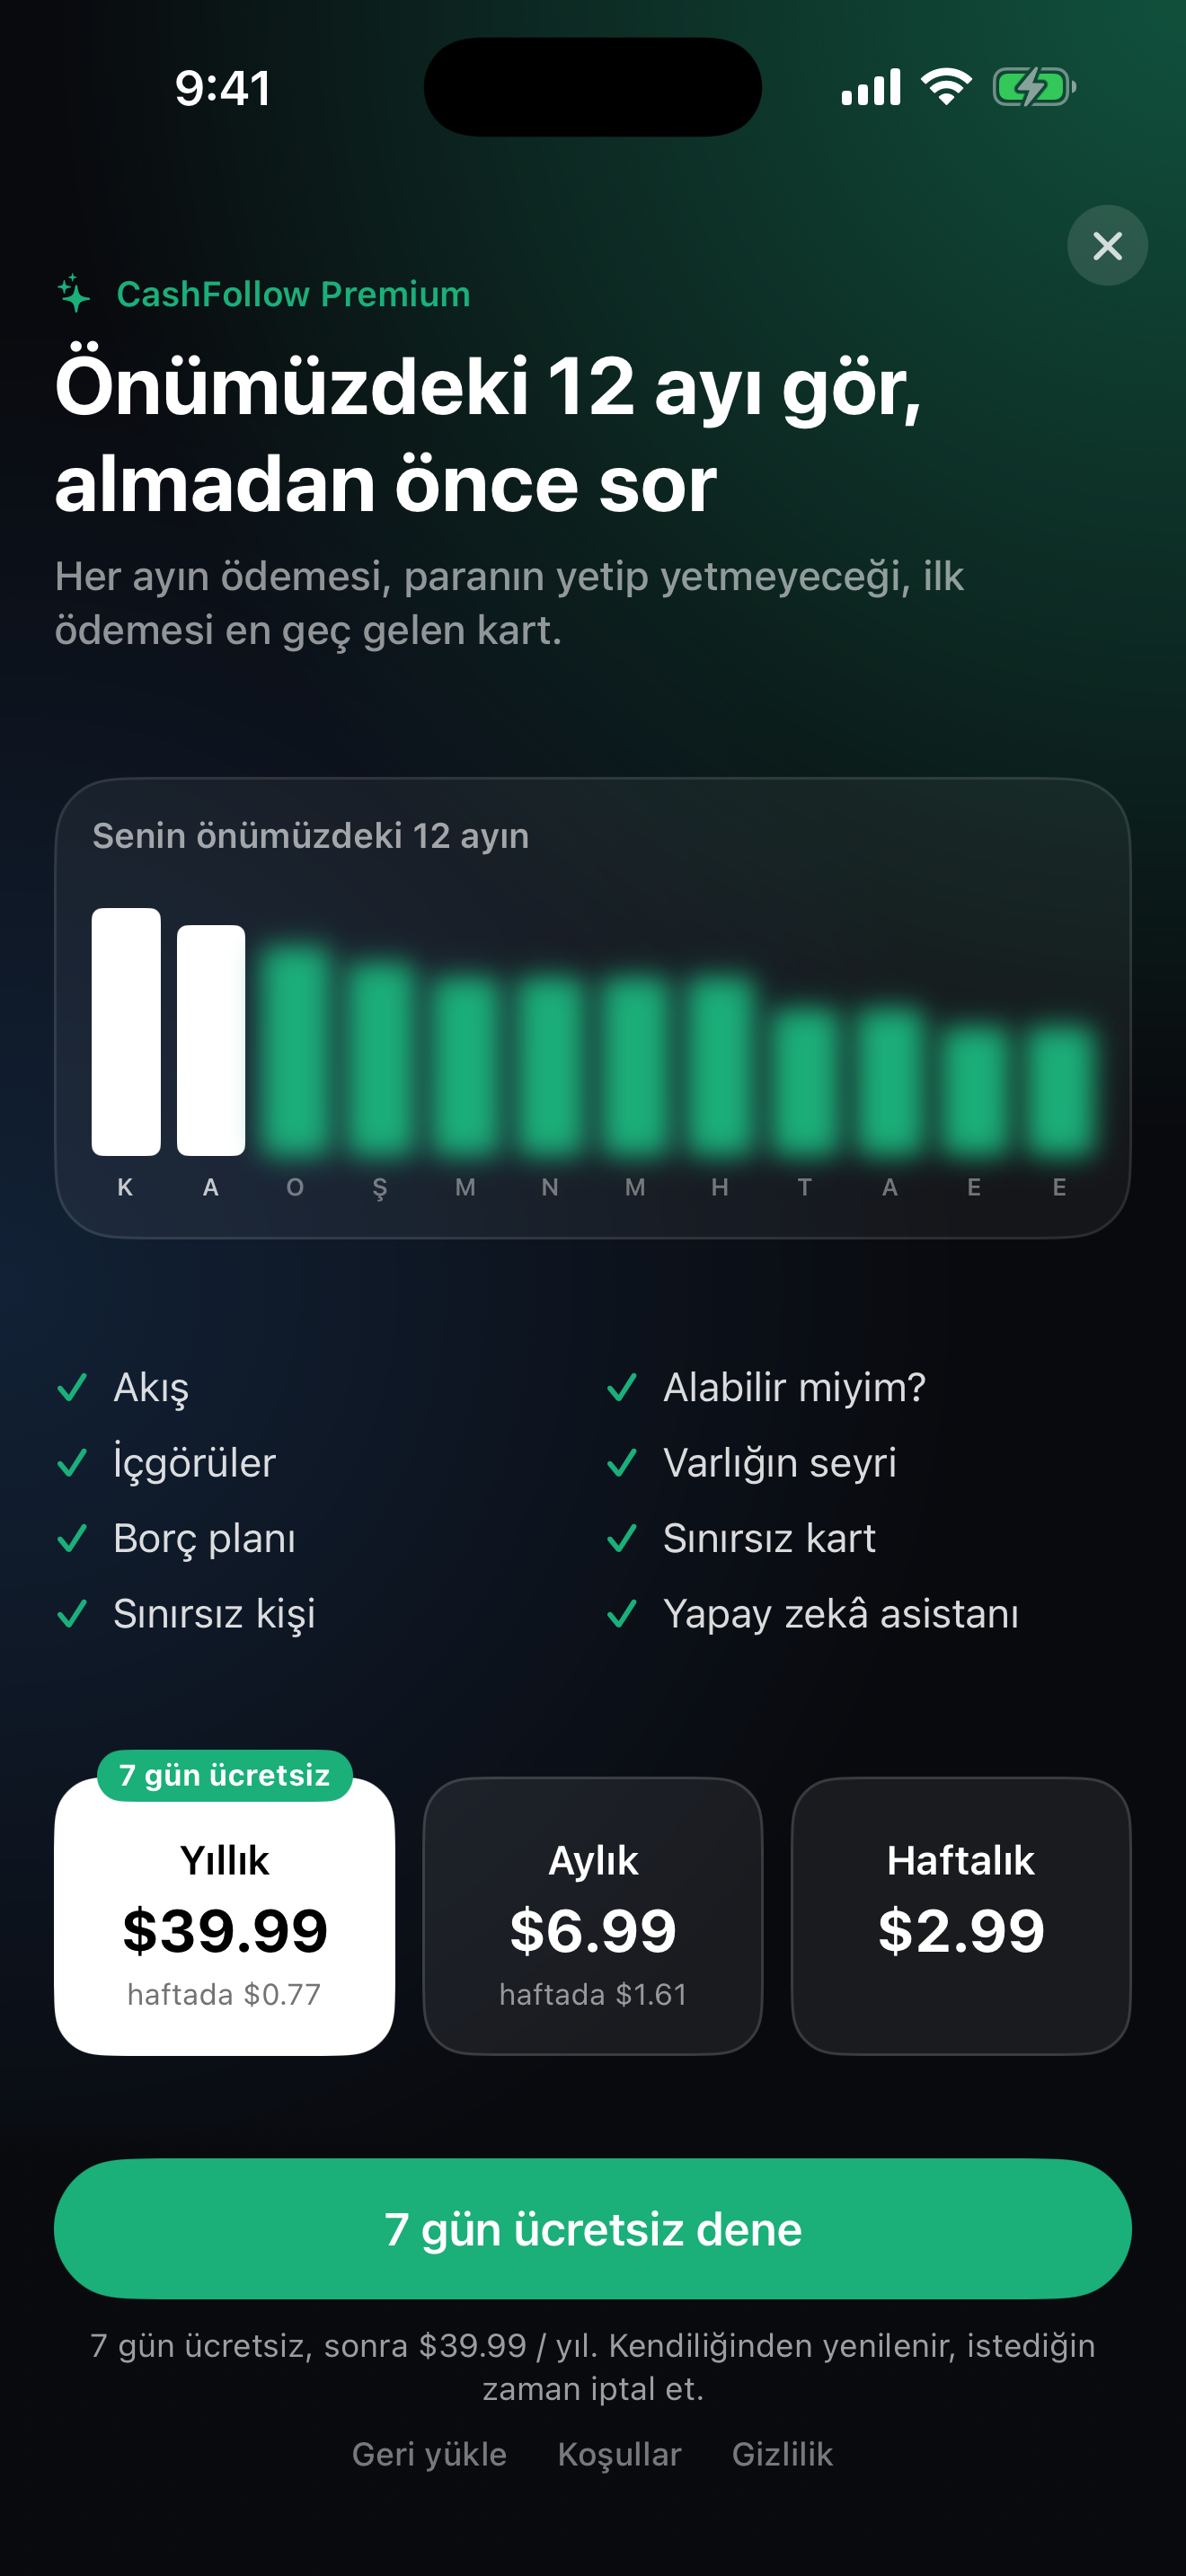 9:41
CashFollow Premium
Önümüzdeki 12 ayı gör,
almadan önce sor
Her ayın ödemesi, paranın yetip yetmeyeceği, ilk
ödemesi en geç gelen kart.
Senin önümüzdeki 12 ayın
K A O Ş M N M H T A E E
Akış
Alabilir miyim?
İçgörüler
Varlığın seyri
Borç planı
Sınırsız kart
Sınırsız kişi
Yapay zekâ asistanı
7 gün ücretsiz
Yıllık
$39.99
haftada $0.77
Aylık
$6.99
haftada $1.61
Haftalık
$2.99
7 gün ücretsiz dene
7 gün ücretsiz, sonra $39.99 / yıl. Kendiliğinden yenilenir, istediğin
zaman iptal et.
Geri yükle Koşullar Gizlilik